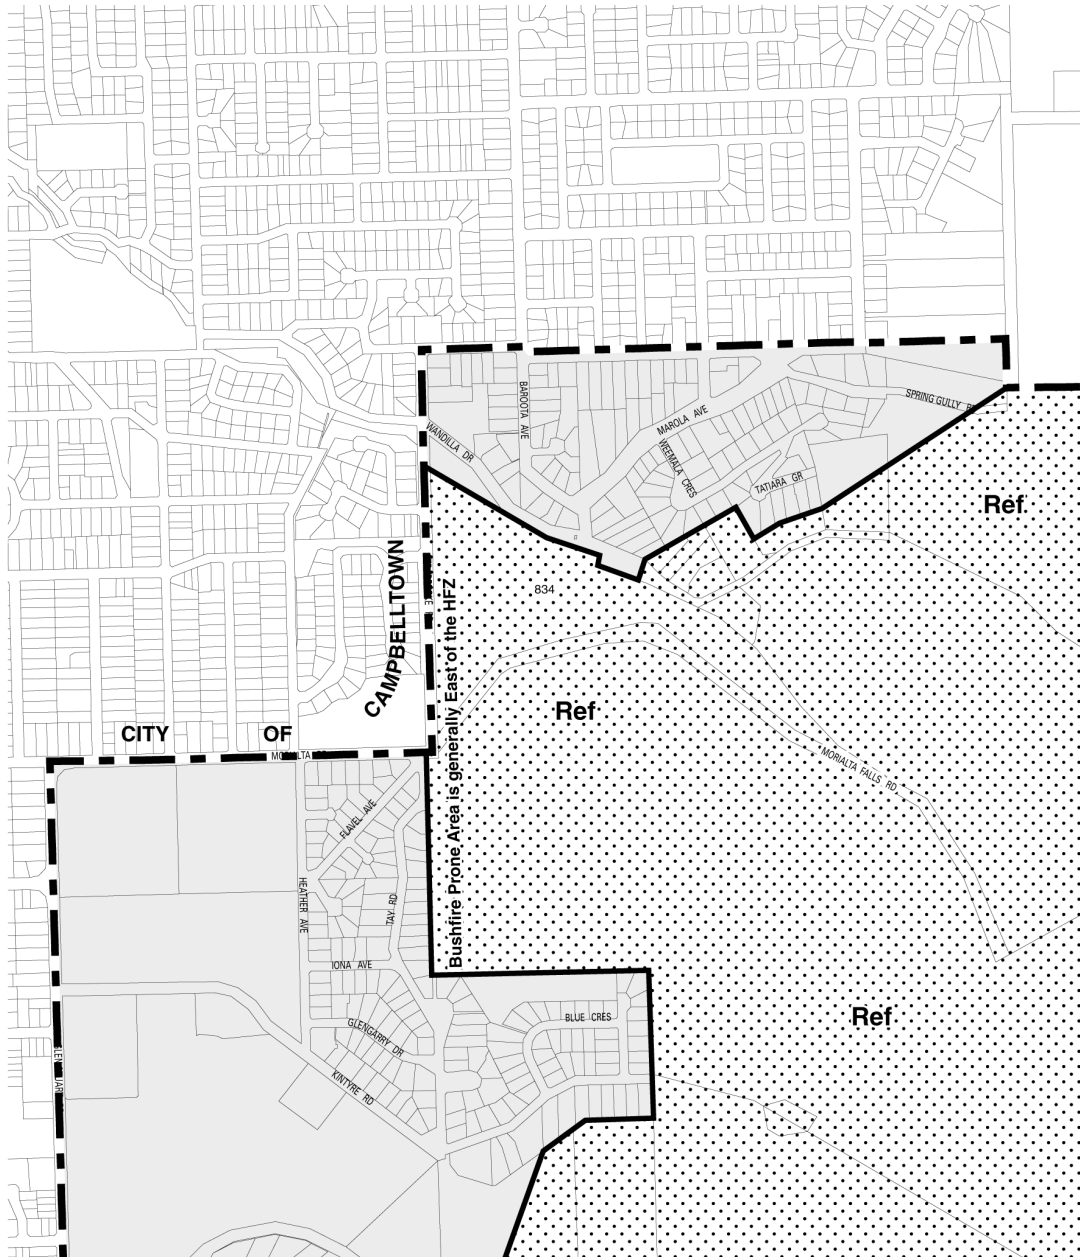 BAROOTA AVE
SPRING GULLY
MAROLA AVE
WANDILLA DR
WEEMALA CRES
TATIARA GR
Ref
CAMPBELLTOWN
834
Bushfire Prone Area is generally East of the HFZ
Ref
CITY OF
MORIALTA
MORIALTA FALLS RD
FLAVEL AVE
HEATHER AVE
TAY RD
IONA AVE
Ref
BLUE CRES
GLENGARRY DR
KINTYRE RD